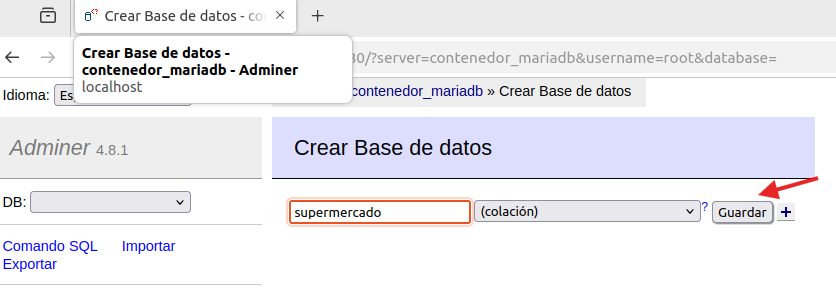 Crear Base de datos - co
Crear Base de datos -
contenedor_mariadb - Adminer
localhost
0/?server=contenedor_mariadb&username=root&database=
Idioma:
contenedor_mariadb » Crear Base de datos
Adminer 4.8.1
Crear Base de datos
DB:
supermercado
(colación)
?
Guardar
+
Comando SQL Importar
Exportar